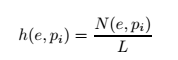 h(e, p_i) = \frac{N(e, p_i)}{L}